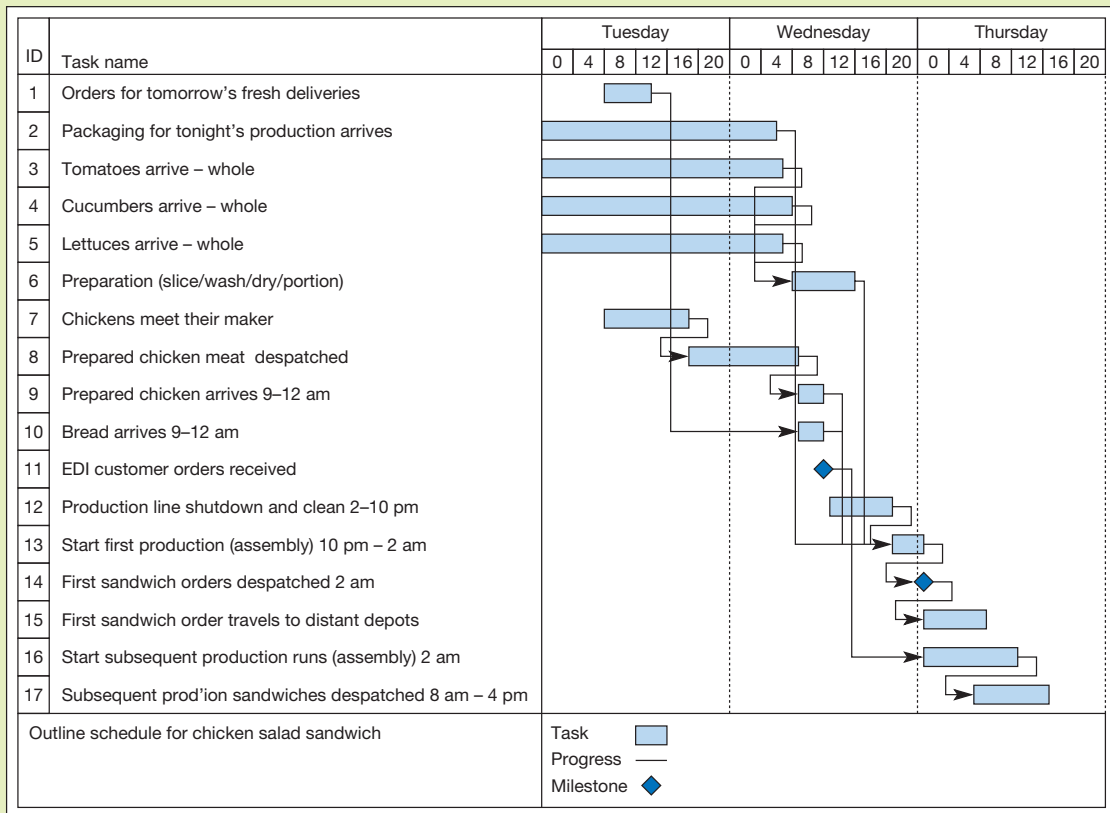 Tuesday Wednesday Thursday
ID Task name 0 4 8 12 16 20 0 4 8 12 16 20 0 4 8 12 16 20
1 Orders for tomorrow's fresh deliveries
2 Packaging for tonight's production arrives
3 Tomatoes arrive – whole
4 Cucumbers arrive – whole
5 Lettuces arrive – whole
6 Preparation (slice/wash/dry/portion)
7 Chickens meet their maker
8 Prepared chicken meat despatched
9 Prepared chicken arrives 9–12 am
10 Bread arrives 9–12 am
11 EDI customer orders received
12 Production line shutdown and clean 2–10 pm
13 Start first production (assembly) 10 pm – 2 am
14 First sandwich orders despatched 2 am
15 First sandwich order travels to distant depots
16 Start subsequent production runs (assembly) 2 am
17 Subsequent prod'ion sandwiches despatched 8 am – 4 pm
Outline schedule for chicken salad sandwich
Task
Progress
Milestone